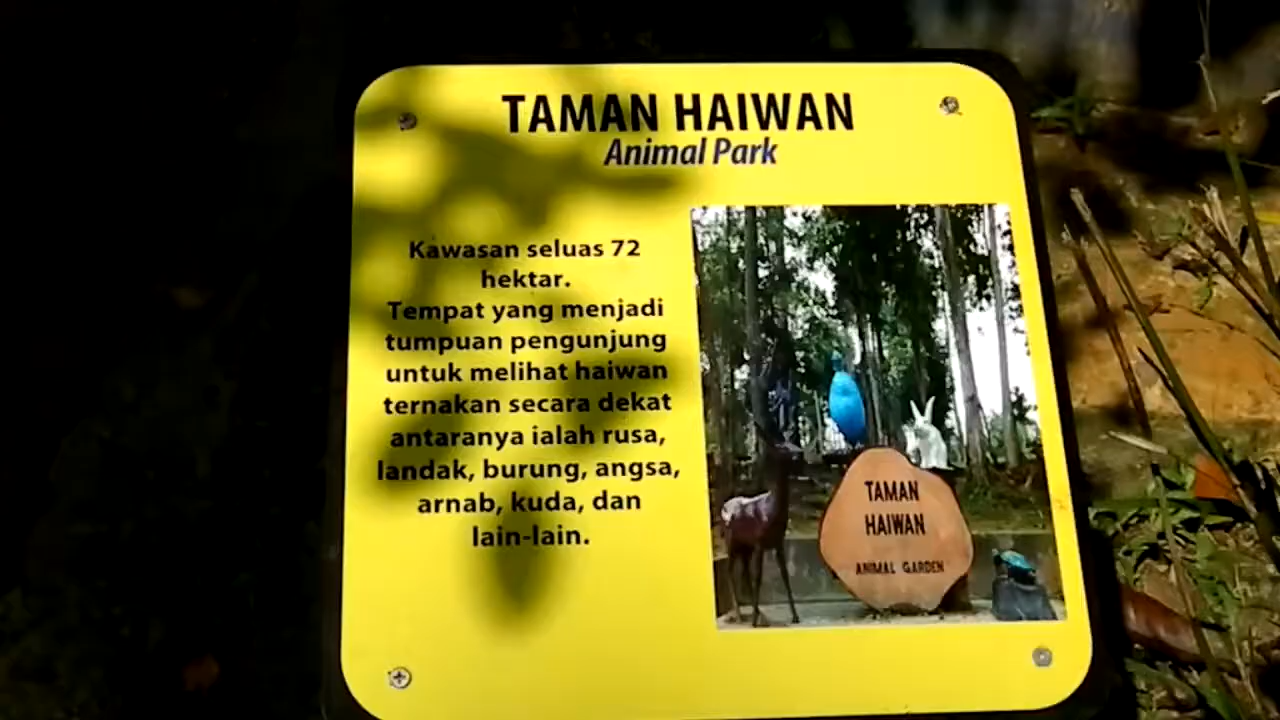 TAMAN HAIWAN
Animal Park
Kawasan seluas 72
hektar.
Tempat yang menjadi
tumpuan pengunjung
untuk melihat haiwan
ternakan secara dekat
antaranya ialah rusa,
landak, burung, angsa,
arnab, kuda, dan
lain-lain.
TAMAN
HAIWAN
ANIMAL GARDEN